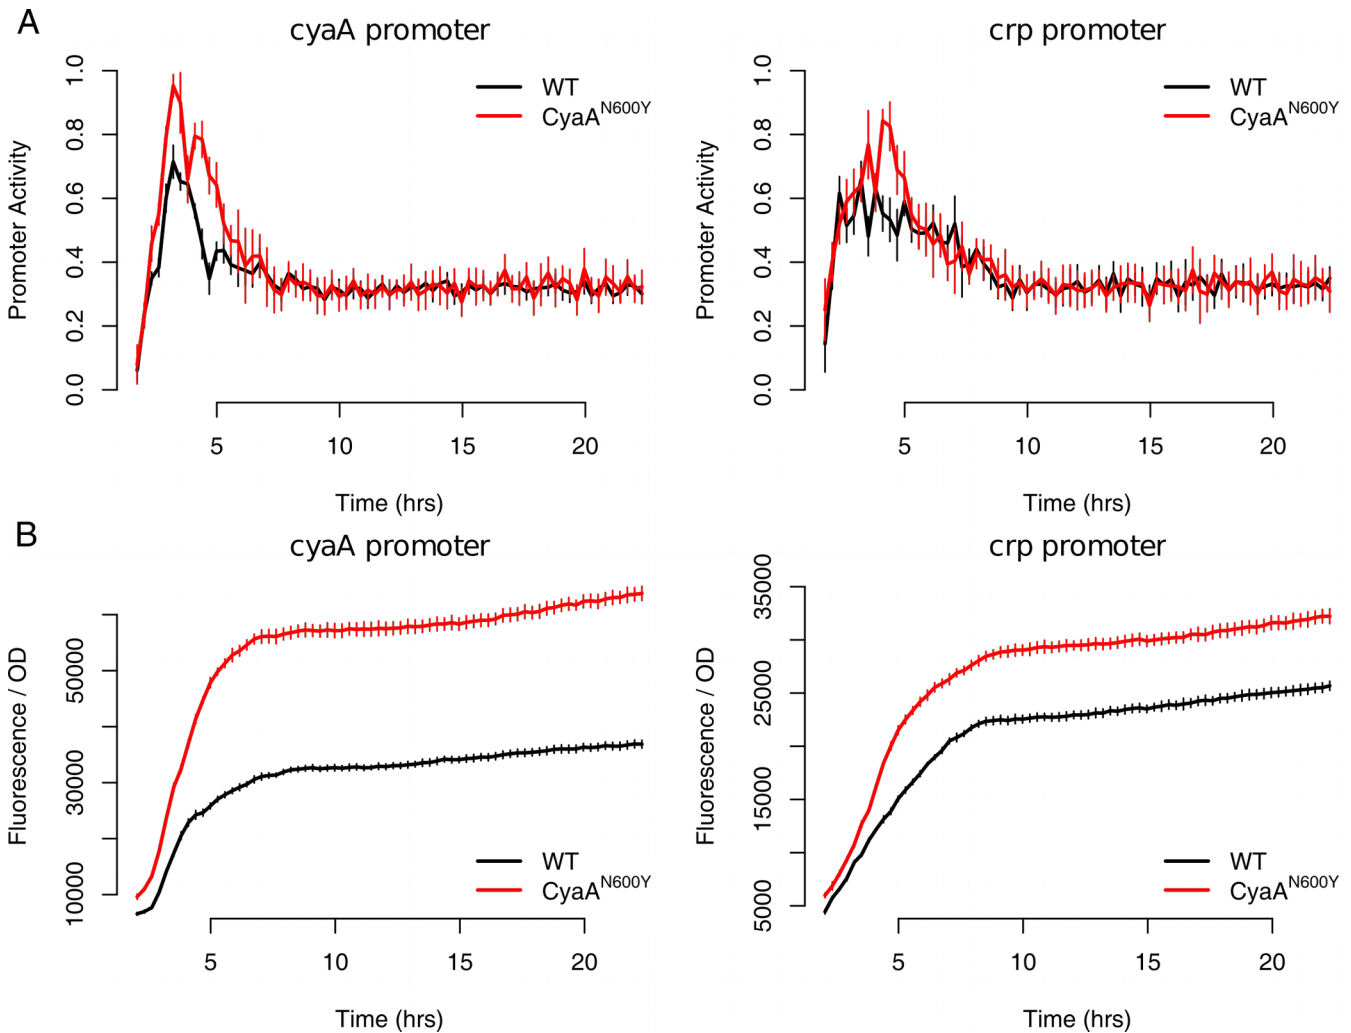 A
cyaA promoter
crp promoter
1.0
0.8
0.6
0.4
0.2
0.0
Promoter Activity
WT
CyaA^N600Y
5 10 15 20
Time (hrs)
1.0
0.8
0.6
0.4
0.2
0.0
Promoter Activity
WT
CyaA^N600Y
5 10 15 20
Time (hrs)
B
cyaA promoter
crp promoter
50000
30000
10000
Fluorescence / OD
WT
CyaA^N600Y
5 10 15 20
Time (hrs)
35000
25000
15000
5000
Fluorescence / OD
WT
CyaA^N600Y
5 10 15 20
Time (hrs)